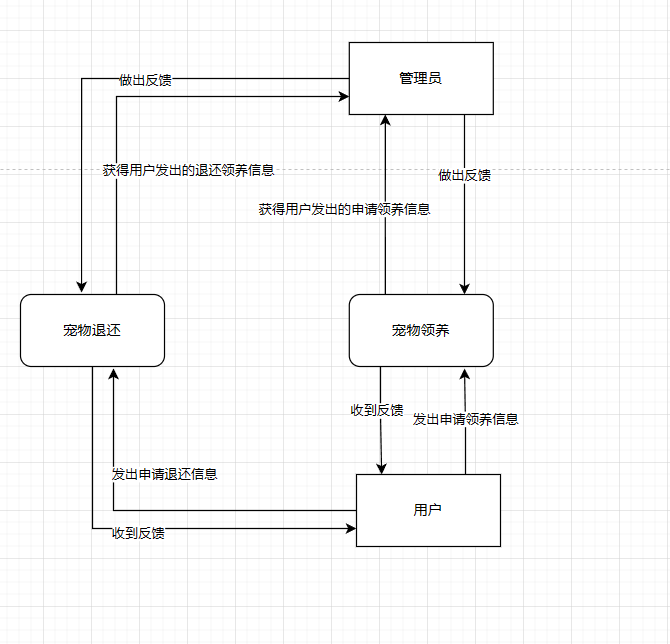 管理员
做出反馈
获得用户发出的退还领养信息
做出反馈
获得用户发出的申请领养信息
宠物退还
宠物领养
收到反馈
发出申请领养信息
发出申请退还信息
用户
收到反馈